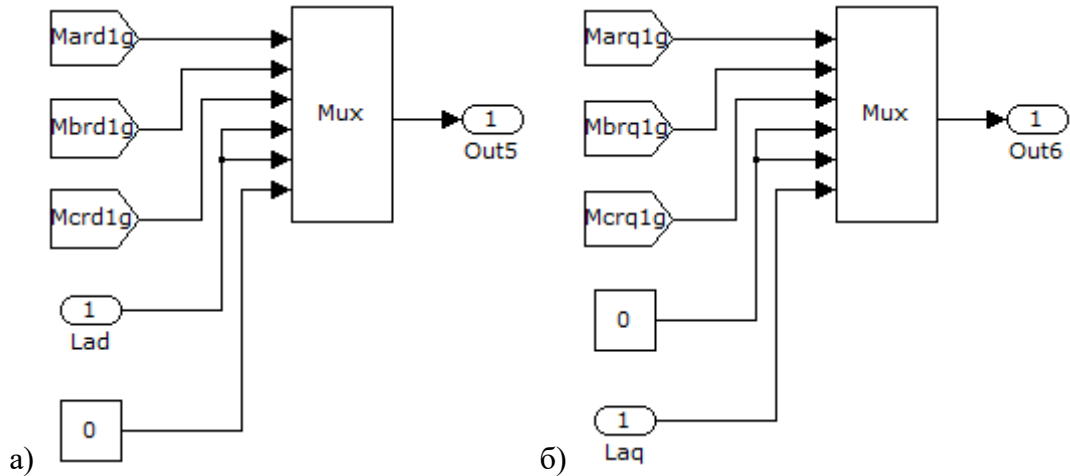 Mard1g
Mbrd1g
Mcrd1g
1
Lad
0
Mux
1
Out5
а)
Marq1g
Mbrq1g
Mcrq1g
0
1
Laq
Mux
1
Out6
б)